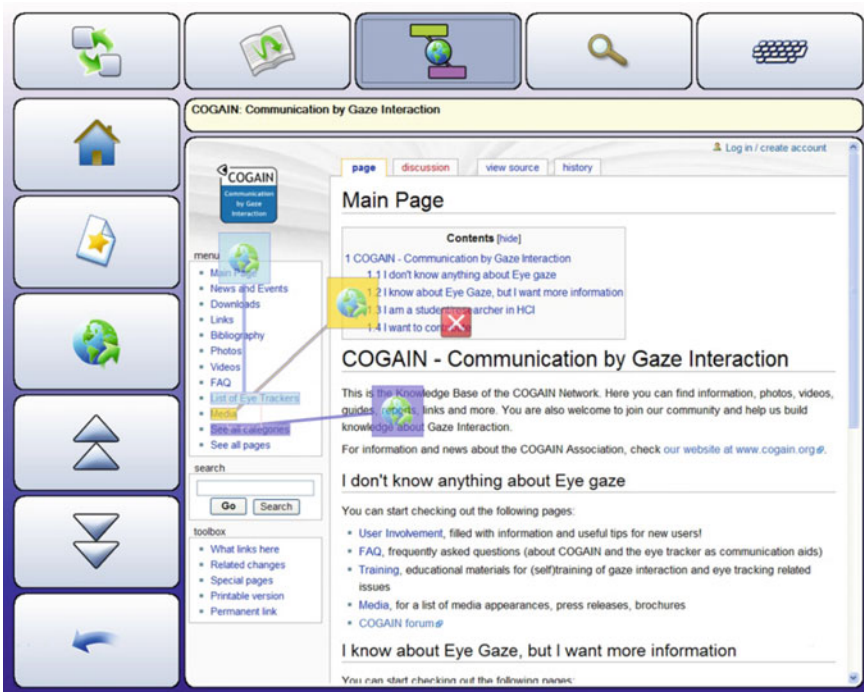 COGAIN: Communication by Gaze Interaction
Log in / create account
COGAIN
Communication
by Gaze
Interaction
page discussion view source history
Main Page
Contents [hide]
1 COGAIN - Communication by Gaze Interaction
1.1 I don't know anything about Eye gaze
1.2 I know about Eye Gaze, but I want more information
1.3 I am a student/researcher in HCI
1.4 I want to
menu
Main Page
News and Events
Downloads
Links
Bibliography
Photos
Videos
FAQ
List of Eye Trackers
Media
See all categories
See all pages
search
Go Search
toolbox
What links here
Related changes
Special pages
Printable version
Permanent link
COGAIN - Communication by Gaze Interaction
This is the Knowledge Base of the COGAIN Network. Here you can find information, photos, videos,
guides, reports, links and more. You are also welcome to join our community and help us build
knowledge about Gaze Interaction.
For information and news about the COGAIN Association, check our website at www.cogain.org.
I don't know anything about Eye gaze
You can start checking out the following pages:
User Involvement, filled with information and useful tips for new users!
FAQ, frequently asked questions (about COGAIN and the eye tracker as communication aids)
Training, educational materials for (self)training of gaze interaction and eye tracking related
issues
Media, for a list of media appearances, press releases, brochures
COGAIN forum
I know about Eye Gaze, but I want more information
You can start checking out the following pages: